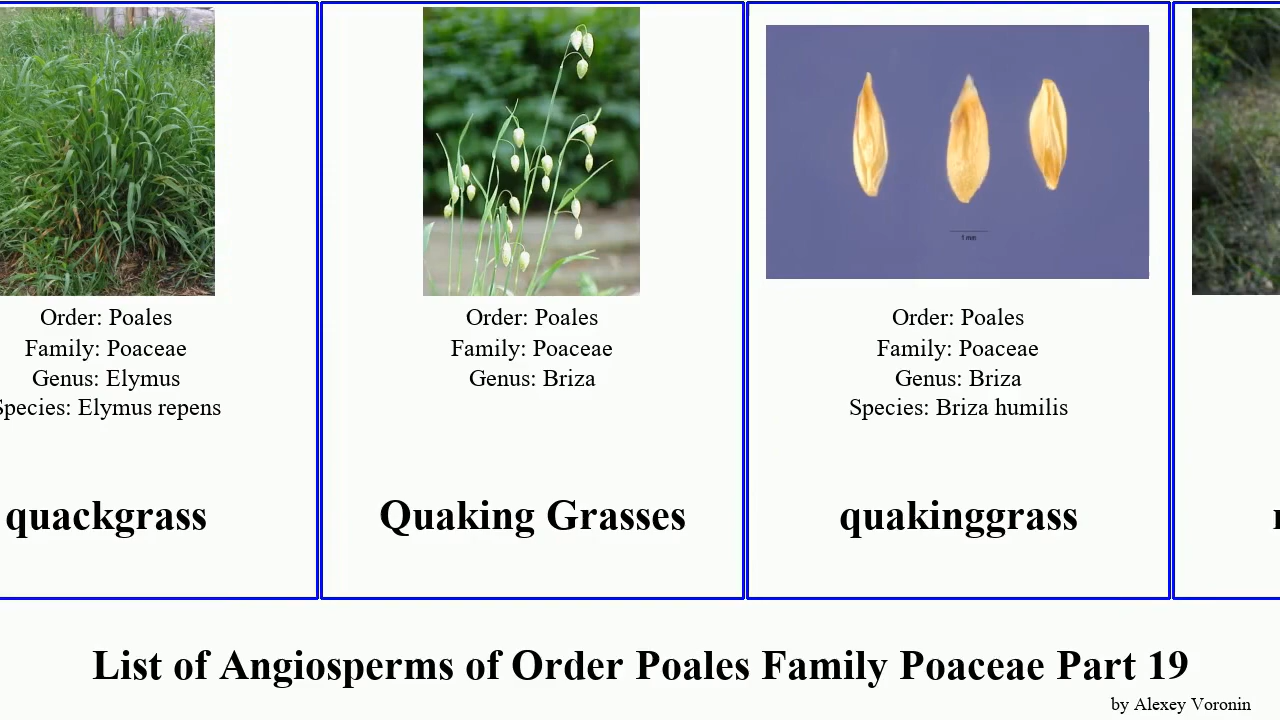 Order: Poales
Family: Poaceae
Genus: Elymus
Species: Elymus repens
quackgrass
Order: Poales
Family: Poaceae
Genus: Briza
Quaking Grasses
1 mm
Order: Poales
Family: Poaceae
Genus: Briza
Species: Briza humilis
quakinggrass
List of Angiosperms of Order Poales Family Poaceae Part 19
by Alexey Voronin